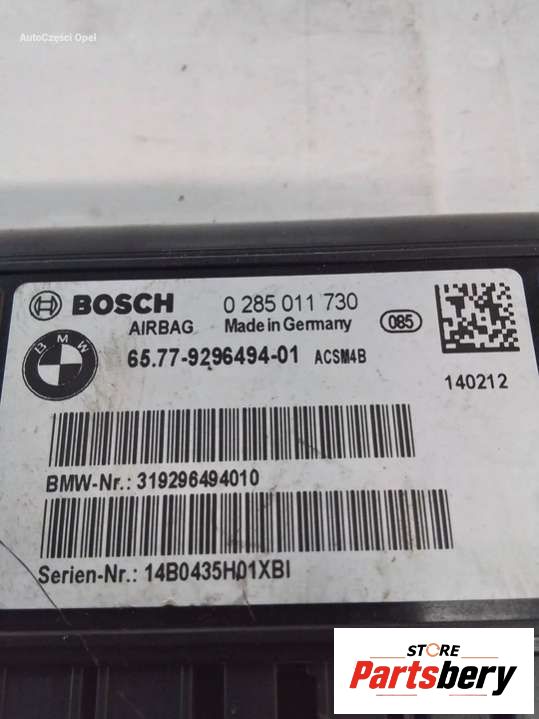 AutoCzęści Opel
BOSCH 0 285 011 730
AIRBAG Made in Germany 085
BMW
65.77-9296494-01 ACSM4B
140212
BMW-Nr.: 319296494010
Serien-Nr.: 14B0435H01XBI
STORE
Partsbery